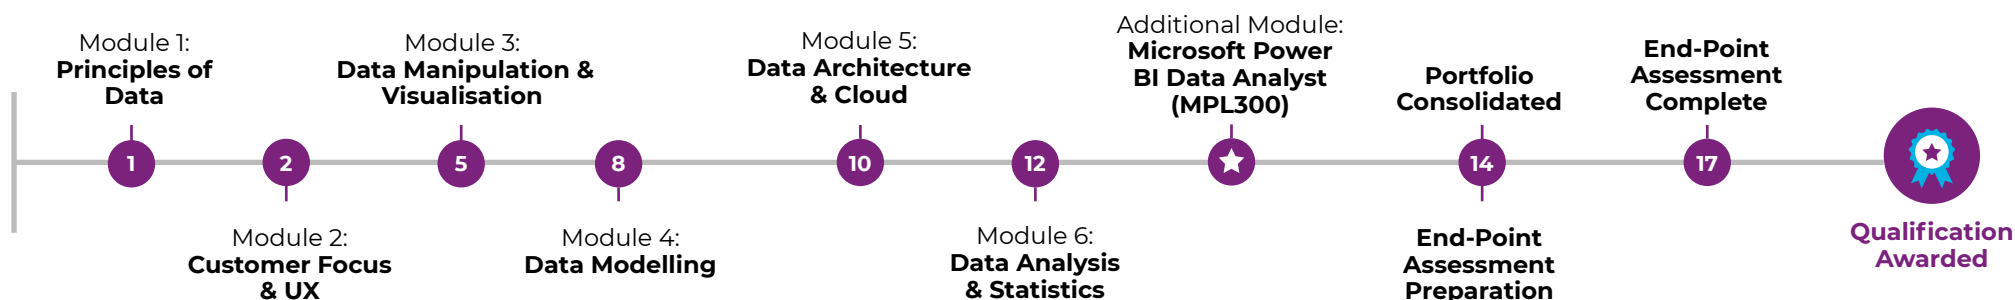 Module 1:
Principles of
Data
1
2
Module 2:
Customer Focus
& UX
Module 3:
Data Manipulation &
Visualisation
5
8
Module 4:
Data Modelling
Module 5:
Data Architecture
& Cloud
10
12
Module 6:
Data Analysis
& Statistics
Additional Module:
Microsoft Power
BI Data Analyst
(MPL300)
Portfolio
Consolidated
14
End-Point
Assessment
Preparation
End-Point
Assessment
Complete
17
Qualification
Awarded